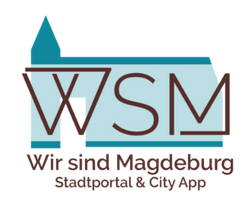 WSM
Wir sind Magdeburg
Stadtportal & City App